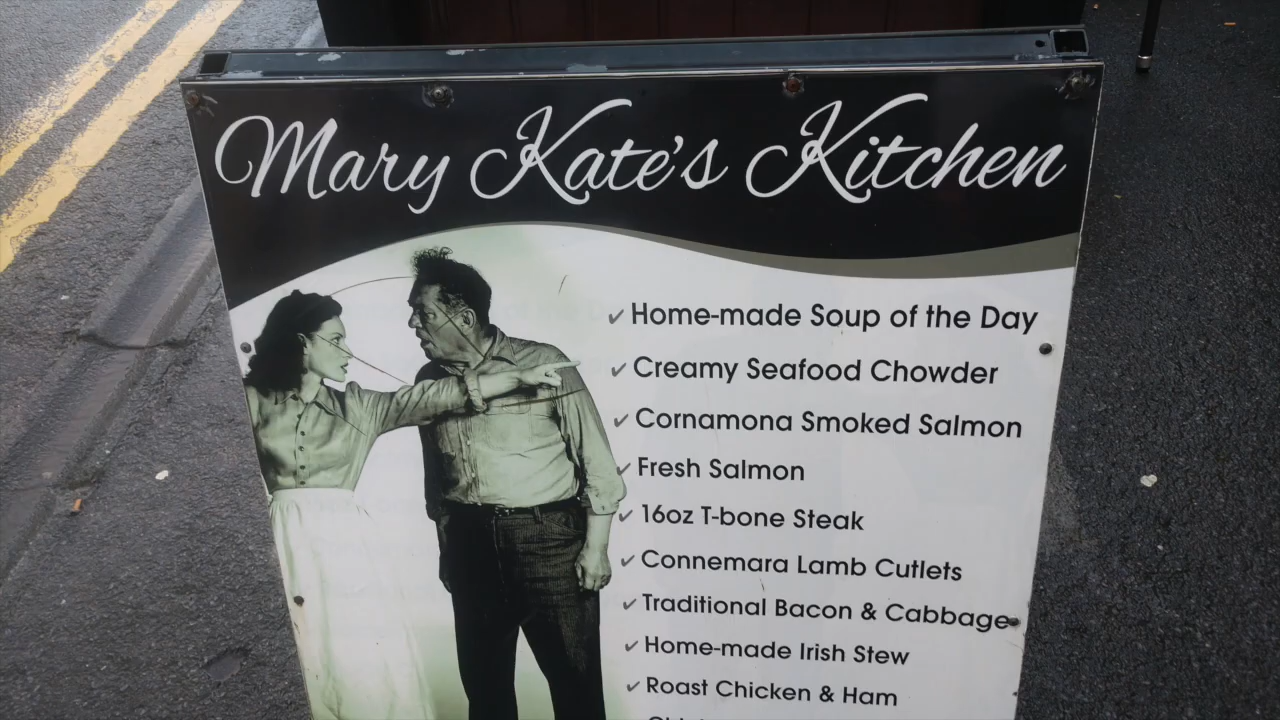 Mary Kate's Kitchen
✓ Home-made Soup of the Day
✓ Creamy Seafood Chowder
✓ Cornamona Smoked Salmon
✓ Fresh Salmon
✓ 16oz T-bone Steak
✓ Connemara Lamb Cutlets
✓ Traditional Bacon & Cabbage
✓ Home-made Irish Stew
✓ Roast Chicken & Ham